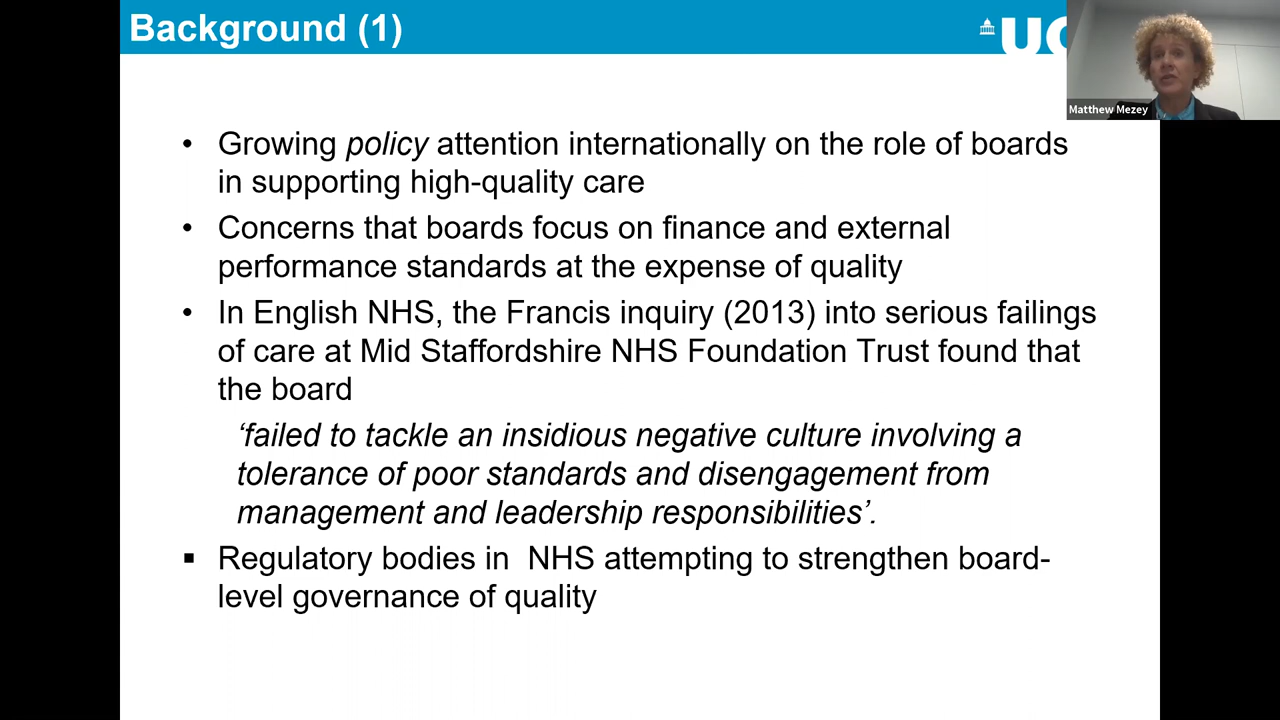 Background (1)
UC
Matthew Mezey
• Growing policy attention internationally on the role of boards
in supporting high-quality care
• Concerns that boards focus on finance and external
performance standards at the expense of quality
• In English NHS, the Francis inquiry (2013) into serious failings
of care at Mid Staffordshire NHS Foundation Trust found that
the board
‘failed to tackle an insidious negative culture involving a
tolerance of poor standards and disengagement from
management and leadership responsibilities’.
▪ Regulatory bodies in  NHS attempting to strengthen board-
level governance of quality